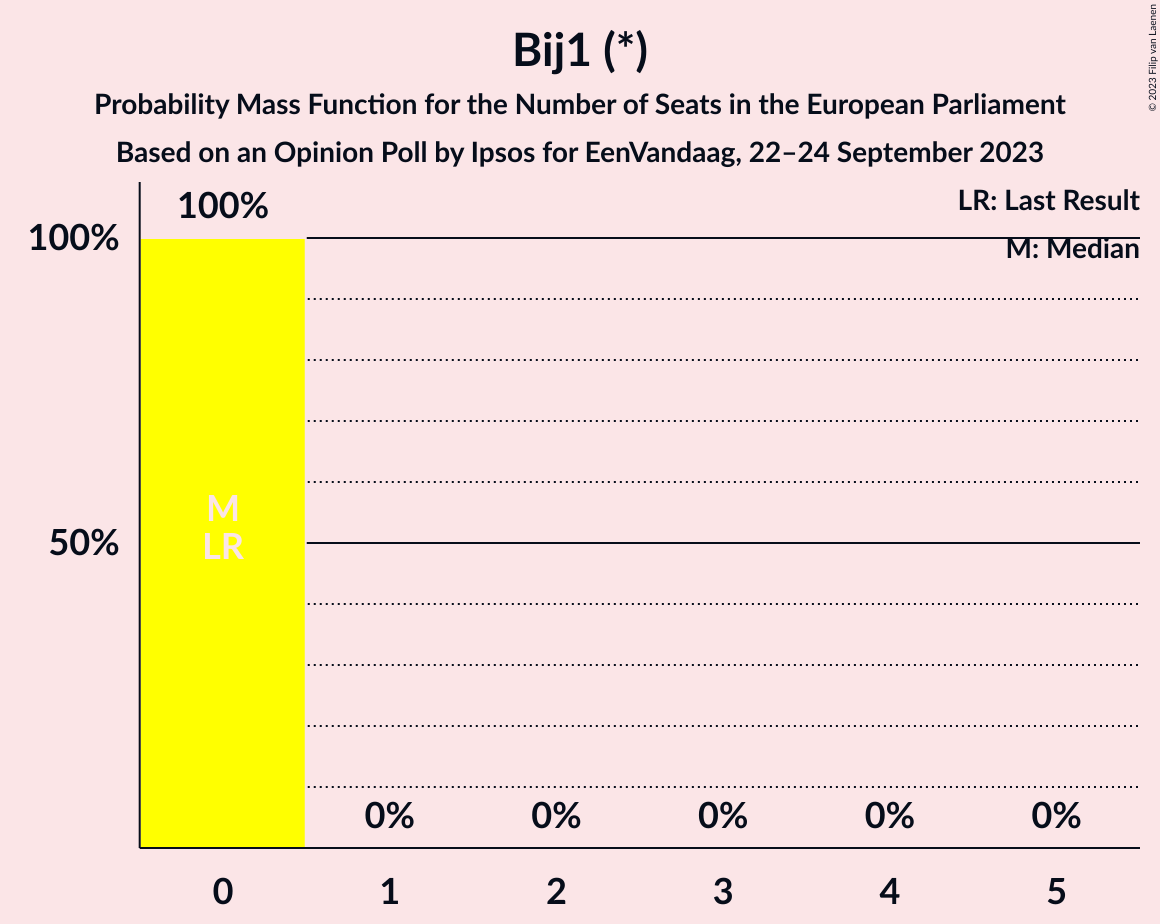 Bij1 (*)
Probability Mass Function for the Number of Seats in the European Parliament
Based on an Opinion Poll by Ipsos for EenVandaag, 22–24 September 2023
© 2023 Filip van Laenen
LR: Last Result
M: Median
100%
100%
50%
M
LR
0% 0% 0% 0% 0%
0 1 2 3 4 5